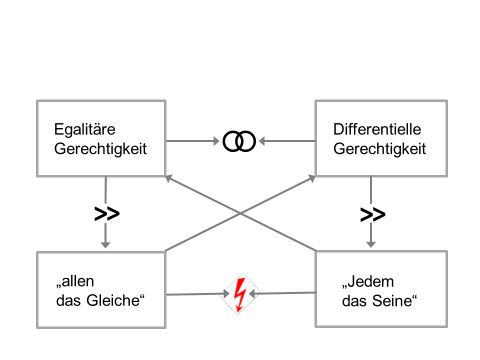 Egalitäre
Gerechtigkeit
Differentielle
Gerechtigkeit
>>
>>
„allen
das Gleiche“
„Jedem
das Seine“